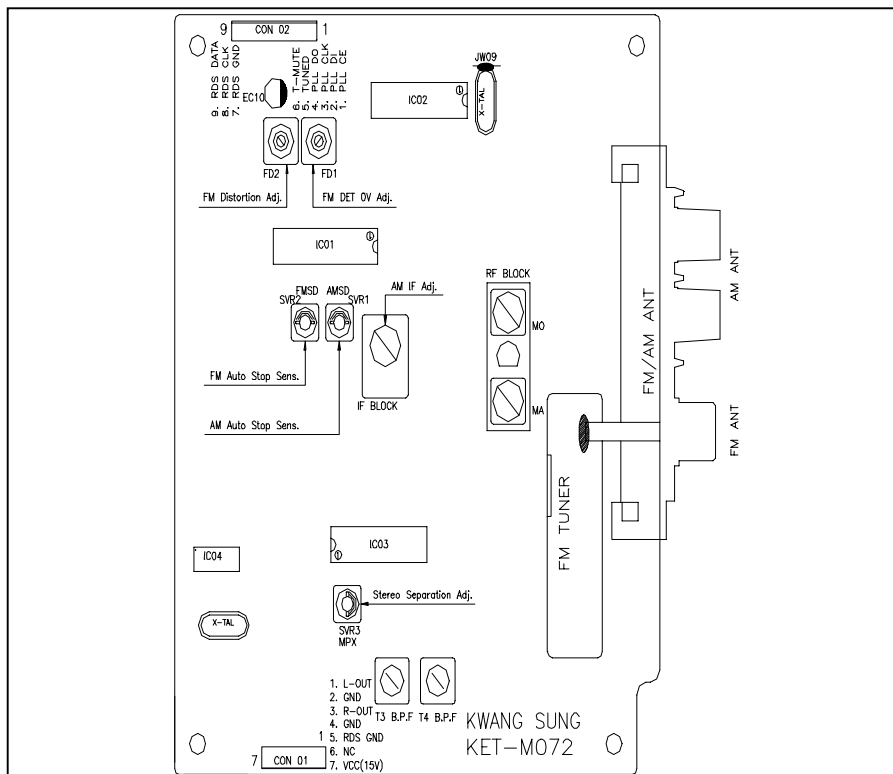 9 CON 02 1
9. RDS DATA
8. RDS CLK
7. RDS GND
6. T-MUTE
5. TUNED
4. PLL DO
3. PLL CLK
2. PLL DI
1. PLL CE
EC10
JW09
IC02
X-TAL
FD2 FD1
FM Distortion Adj. FM DET 0V Adj.
IC01 1
FMSD AMSD
SVR2 SVR1
AM IF Adj.
RF BLOCK
MO
FM Auto Stop Sens.
IF BLOCK
MA
AM Auto Stop Sens.
FM/AM ANT
AM ANT
FM ANT
FM TUNER
IC04
IC03
1
Stereo Separation Adj.
X-TAL
SVR3
MPX
1. L-OUT
2. GND
3. R-OUT
4. GND
5. RDS GND
6. NC
7. VCC(15V)
T3 B.P.F T4 B.P.F
7 CON 01 1
KWANG SUNG
KET-M072